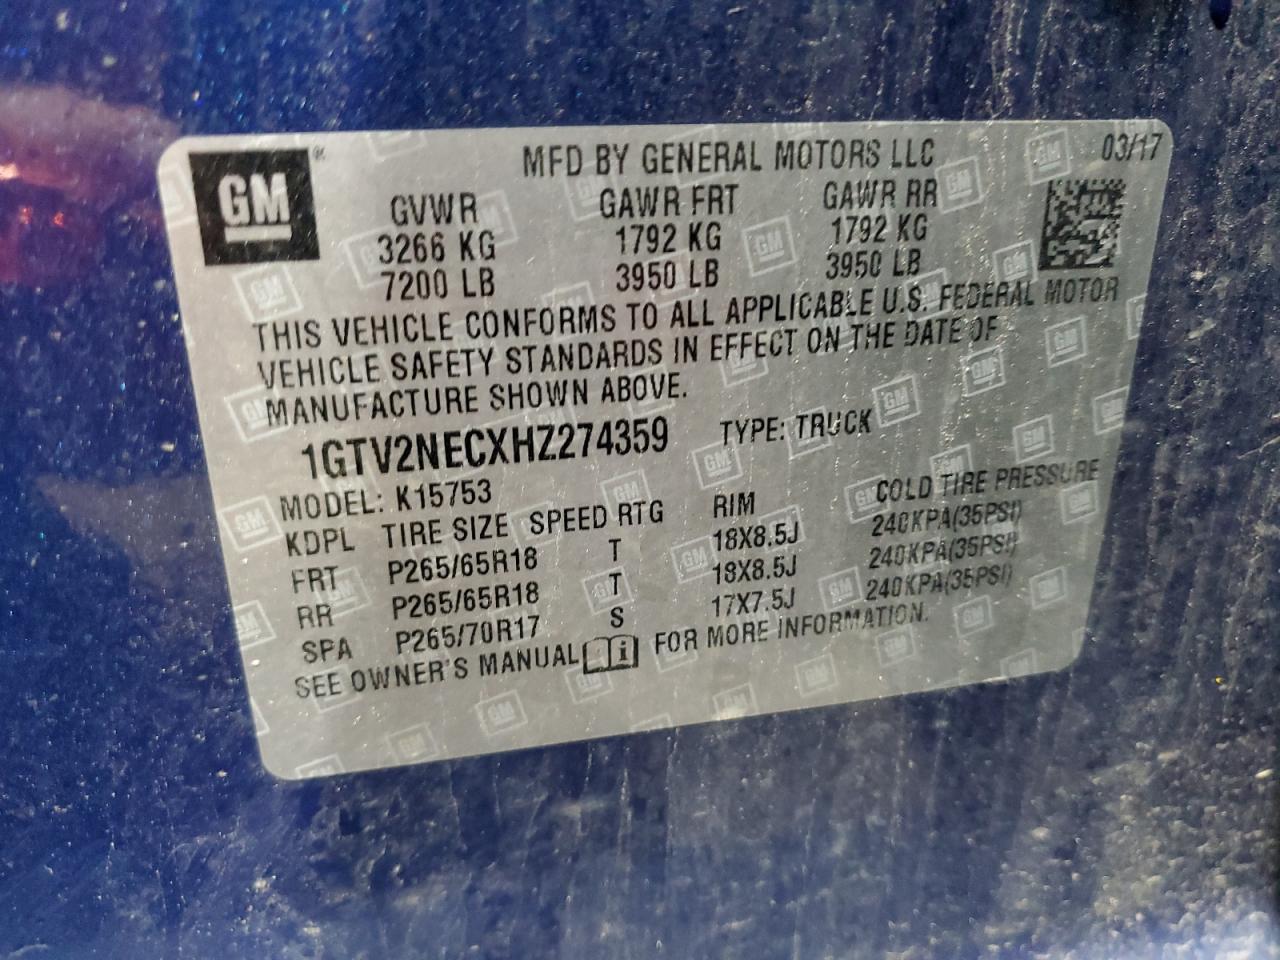 GM ®
MFD BY GENERAL MOTORS LLC 03/17
GVWR GAWR FRT GAWR RR
3266 KG 1792 KG 1792 KG
7200 LB 3950 LB 3950 LB
THIS VEHICLE CONFORMS TO ALL APPLICABLE U.S. FEDERAL MOTOR
VEHICLE SAFETY STANDARDS IN EFFECT ON THE DATE OF
MANUFACTURE SHOWN ABOVE.
1GTV2NECXHZ274359 TYPE: TRUCK
MODEL: K15753
KDPL TIRE SIZE SPEED RTG RIM COLD TIRE PRESSURE
FRT P265/65R18 T 18X8.5J 240KPA(35PSI)
RR P265/65R18 T 18X8.5J 240KPA(35PSI)
SPA P265/70R17 S 17X7.5J 240KPA(35PSI)
SEE OWNER'S MANUAL i FOR MORE INFORMATION.